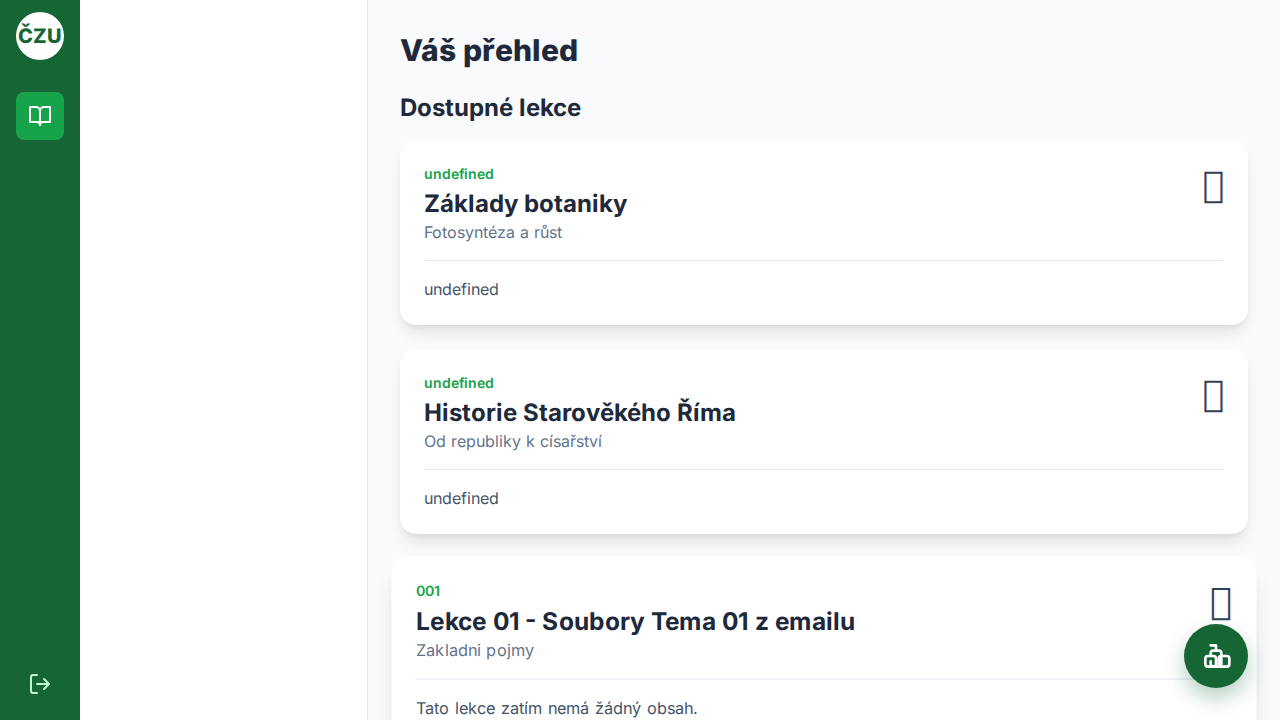 ČZU
Váš přehled
Dostupné lekce
undefined
Základy botaniky
Fotosyntéza a růst
undefined
undefined
Historie Starověkého Říma
Od republiky k císařství
undefined
001
Lekce 01 - Soubory Tema 01 z emailu
Zakladni pojmy
Tato lekce zatím nemá žádný obsah.